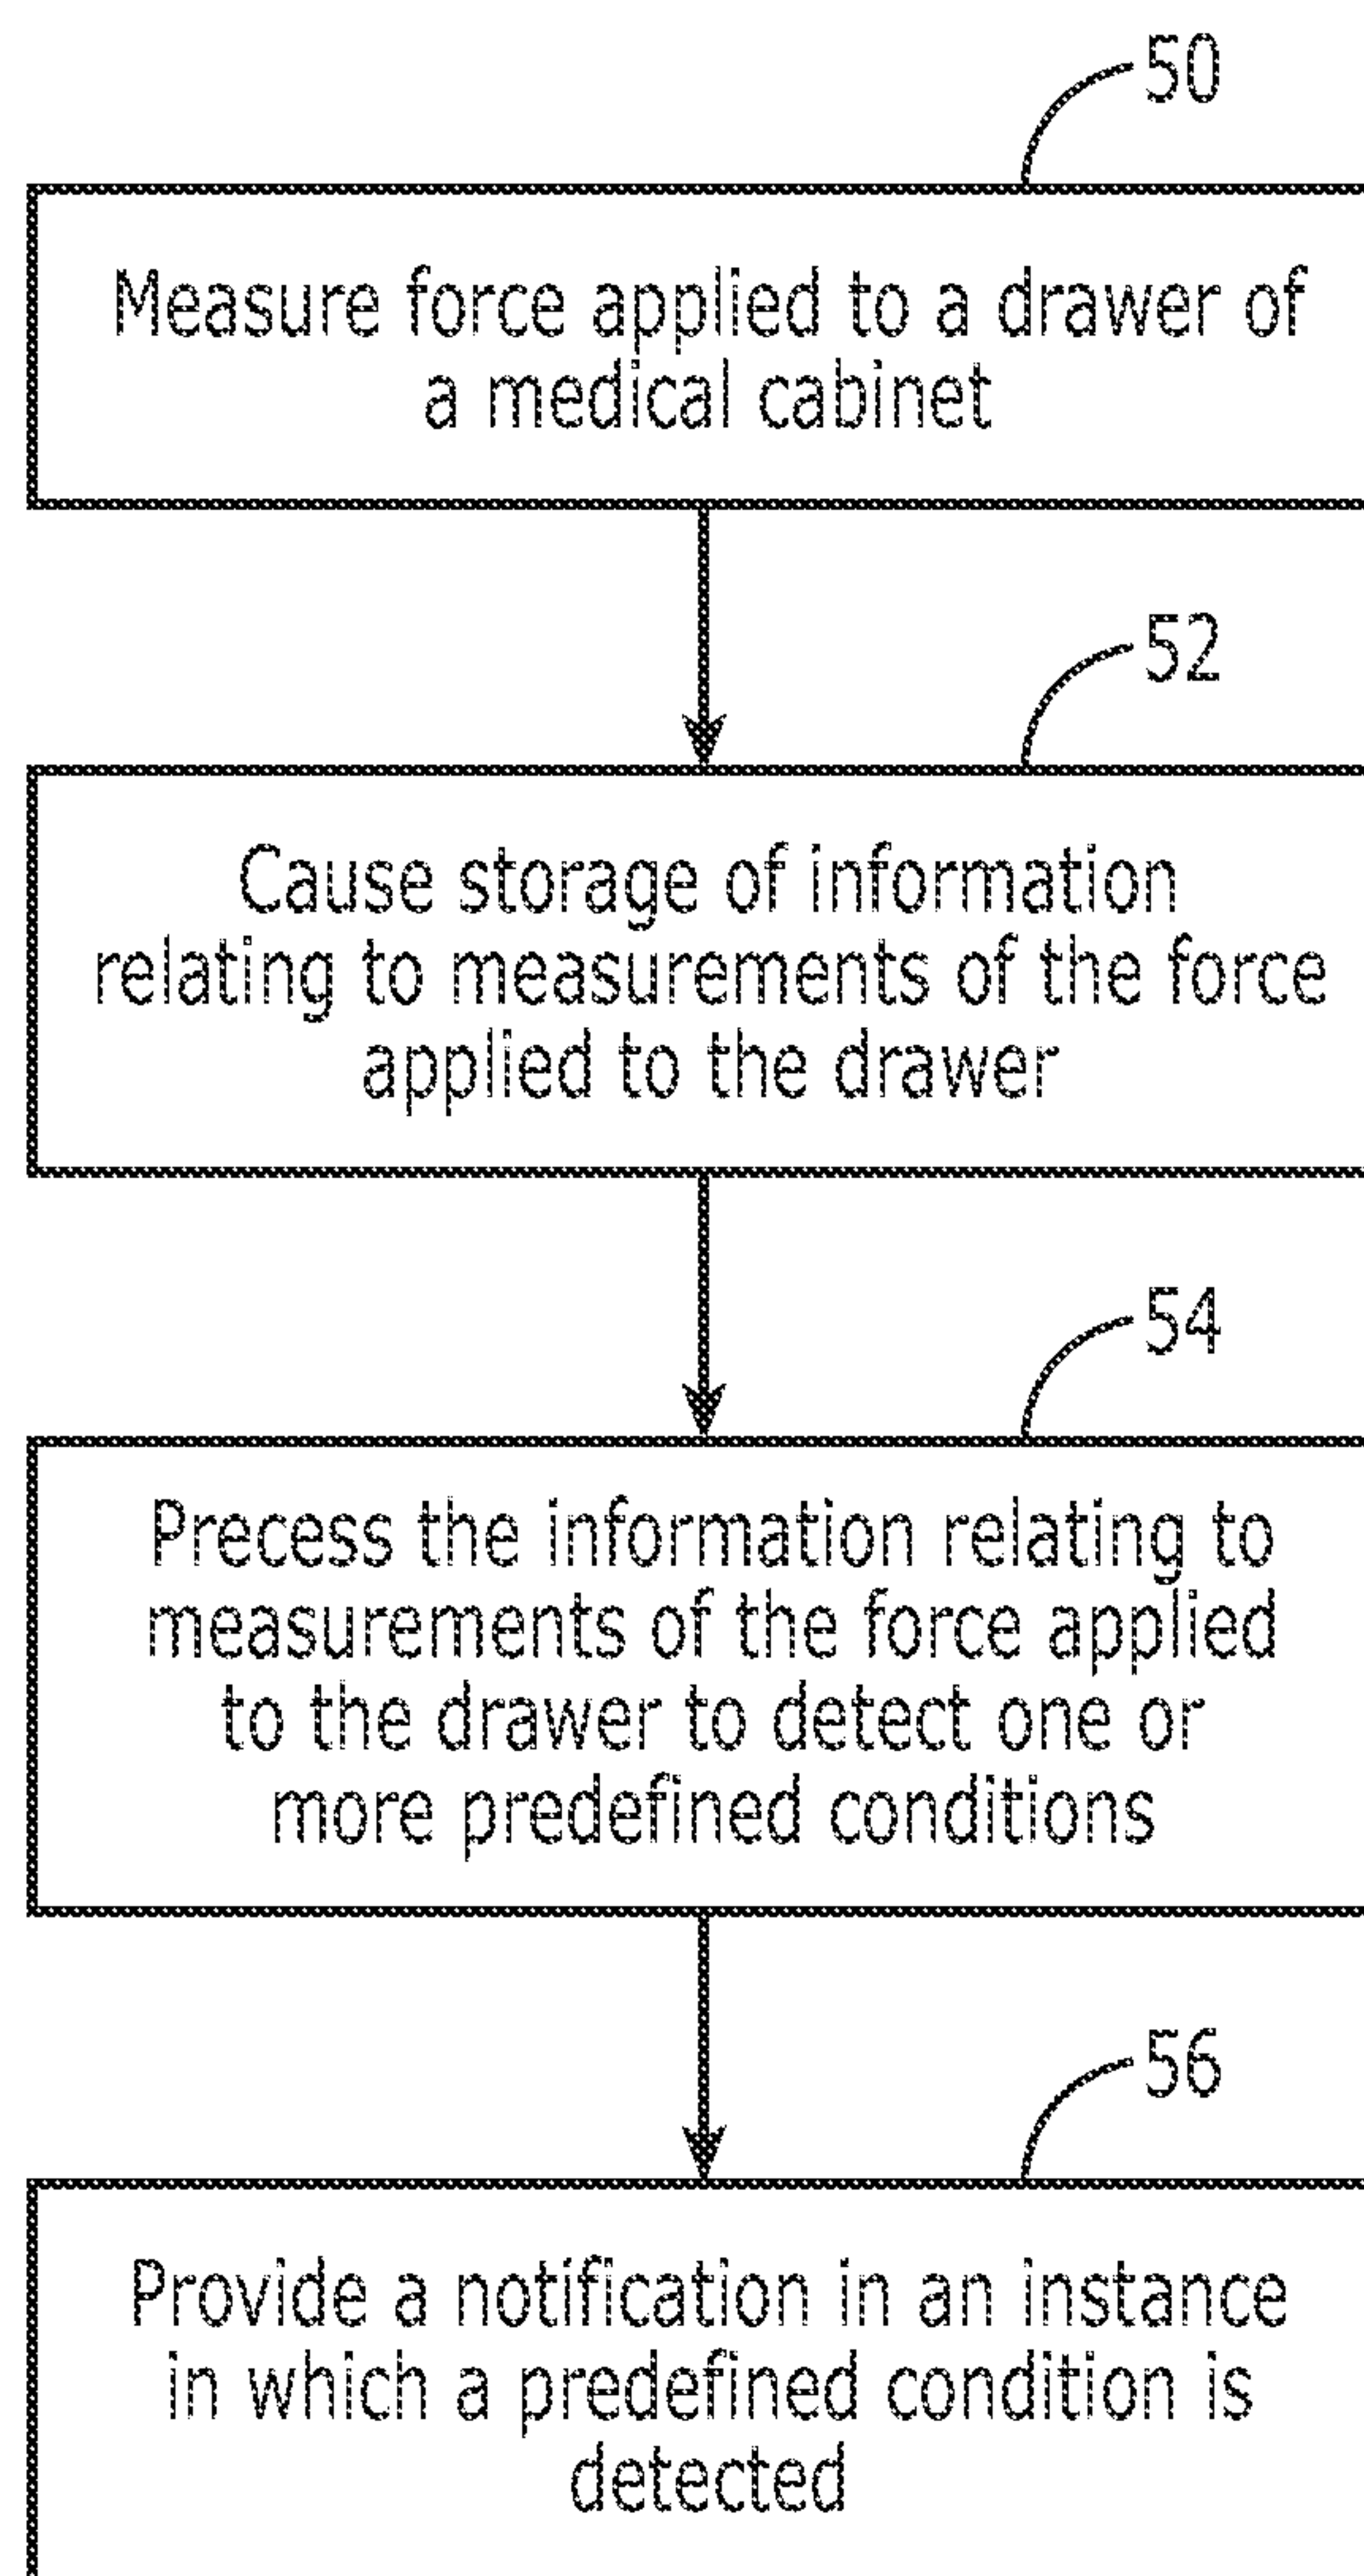 50
Measure force applied to a drawer of
a medical cabinet
52
Cause storage of information
relating to measurements of the force
applied to the drawer
54
Precess the information relating to
measurements of the force applied
to the drawer to detect one or
more predefined conditions
56
Provide a notification in an instance
in which a predefined condition is
detected